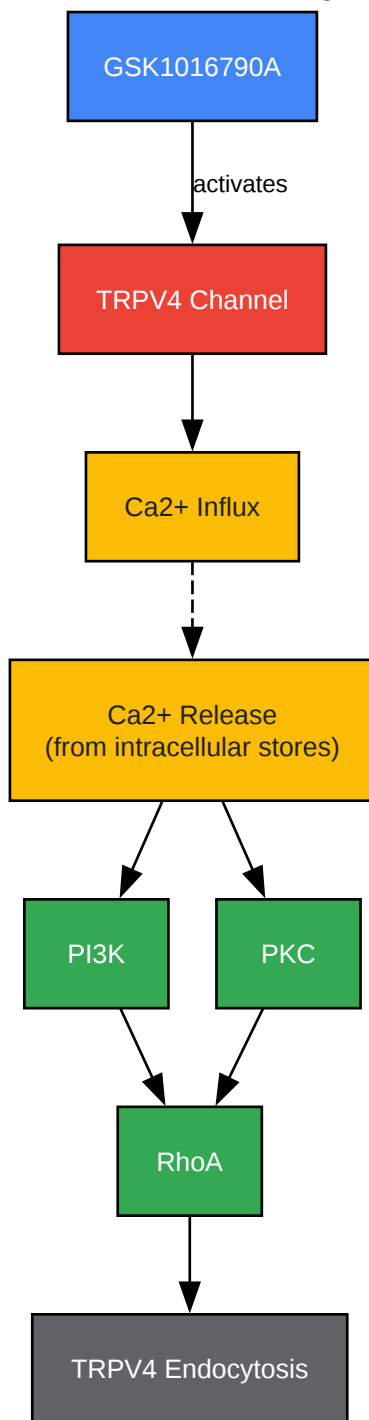 GSK1016790A
activates
TRPV4 Channel
Ca2+ Influx
Ca2+ Release
(from intracellular stores)
PI3K
PKC
RhoA
TRPV4 Endocytosis